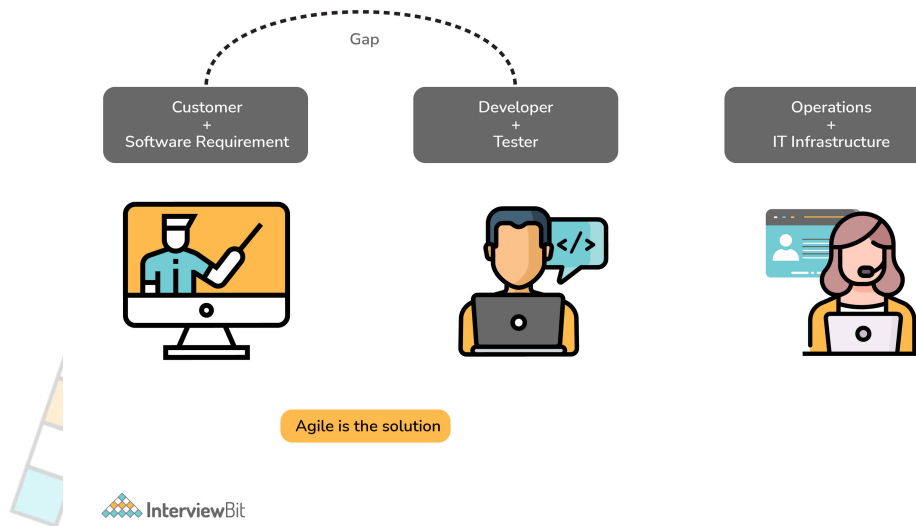 Gap
Customer
+
Software Requirement
Developer
+
Tester
Operations
+
IT Infrastructure
</>
Agile is the solution
InterviewBit